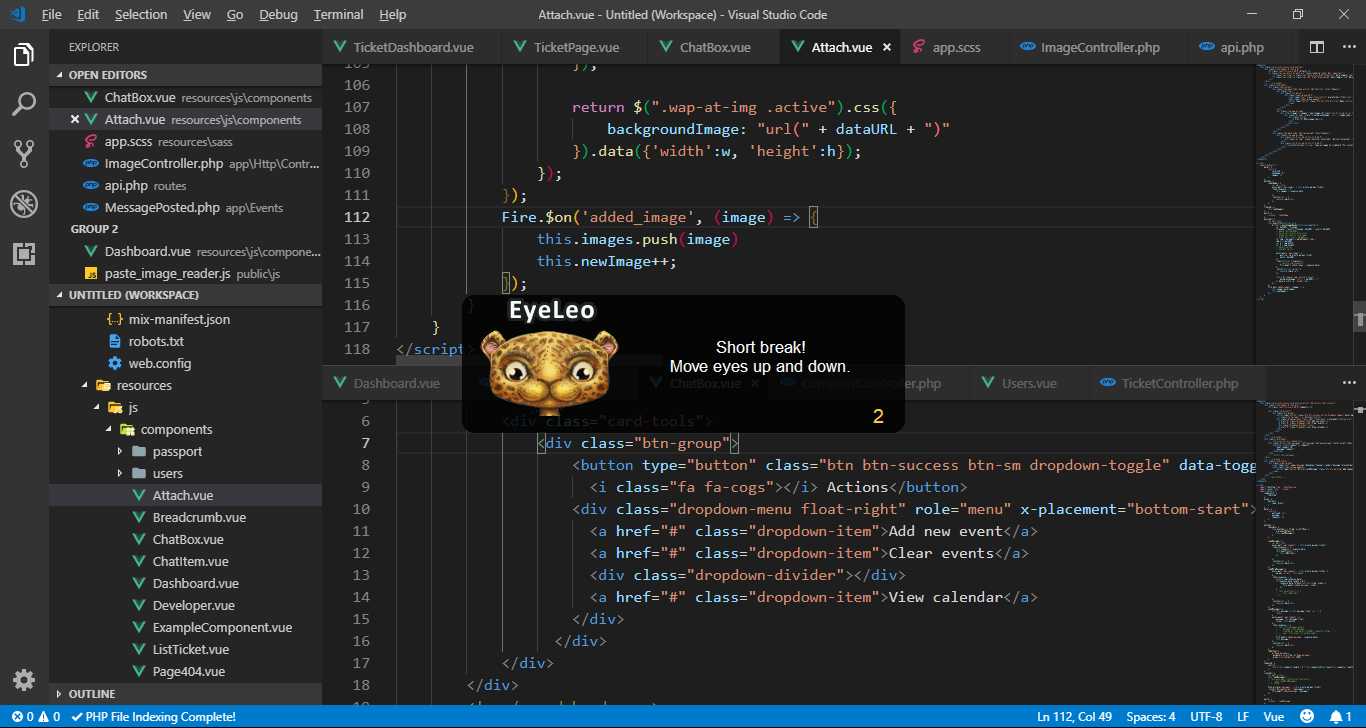 File Edit Selection View Go Debug Terminal Help
Attach.vue - Untitled (Workspace) - Visual Studio Code
EXPLORER
OPEN EDITORS
ChatBox.vue resources\js\components
Attach.vue resources\js\components
app.scss resources\sass
ImageController.php app\Http\Contr...
api.php routes
MessagePosted.php app\Events
GROUP 2
Dashboard.vue resources\js\compone...
JS paste_image_reader.js public\js
UNTITLED (WORKSPACE)
{..} mix-manifest.json
robots.txt
web.config
resources
js
components
passport
users
Attach.vue
Breadcrumb.vue
ChatBox.vue
ChatItem.vue
Dashboard.vue
Developer.vue
ExampleComponent.vue
ListTicket.vue
Page404.vue
OUTLINE
TicketDashboard.vue TicketPage.vue ChatBox.vue Attach.vue × app.scss ImageController.php api.php
105 });
106
107 return $(".wap-at-img .active").css({
108 backgroundImage: "url(" + dataURL + ")"
109 }).data({'width':w, 'height':h});
110 });
111 });
112 Fire.$on('added_image', (image) => {
113 this.images.push(image)
114 this.newImage++;
115 });
116 }
117 }
118 </script>
EyeLeo
Short break!
Move eyes up and down.
2
Dashboard.vue ChatBox.vue × CommentController.php Users.vue TicketController.php
6 <div class="card-tools">
7 <div class="btn-group">
8 <button type="button" class="btn btn-success btn-sm dropdown-toggle" data-togg
9 <i class="fa fa-cogs"></i> Actions</button>
10 <div class="dropdown-menu float-right" role="menu" x-placement="bottom-start">
11 <a href="#" class="dropdown-item">Add new event</a>
12 <a href="#" class="dropdown-item">Clear events</a>
13 <div class="dropdown-divider"></div>
14 <a href="#" class="dropdown-item">View calendar</a>
15 </div>
16 </div>
17 </div>
18 </div>
0 0 PHP File Indexing Complete! Ln 112, Col 49 Spaces: 4 UTF-8 LF Vue 1